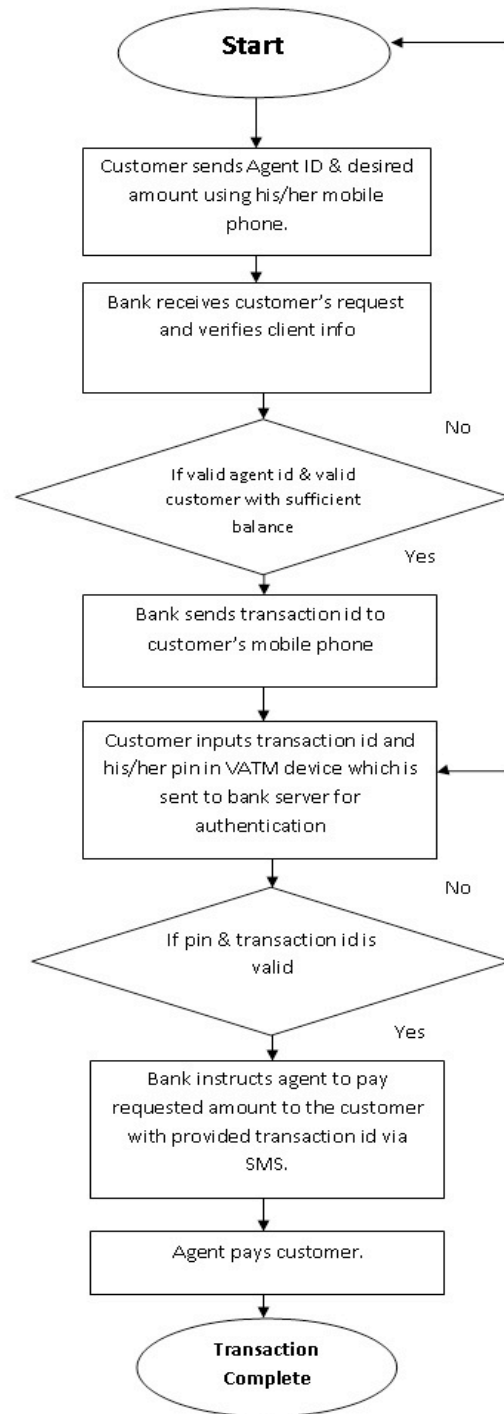 Start
Customer sends Agent ID & desired
amount using his/her mobile
phone.
Bank receives customer's request
and verifies client info
No
If valid agent id & valid
customer with sufficient
balance
Yes
Bank sends transaction id to
customer's mobile phone
Customer inputs transaction id and
his/her pin in VATM device which is
sent to bank server for
authentication
No
If pin & transaction id is
valid
Yes
Bank instructs agent to pay
requested amount to the customer
with provided transaction id via
SMS.
Agent pays customer.
Transaction
Complete